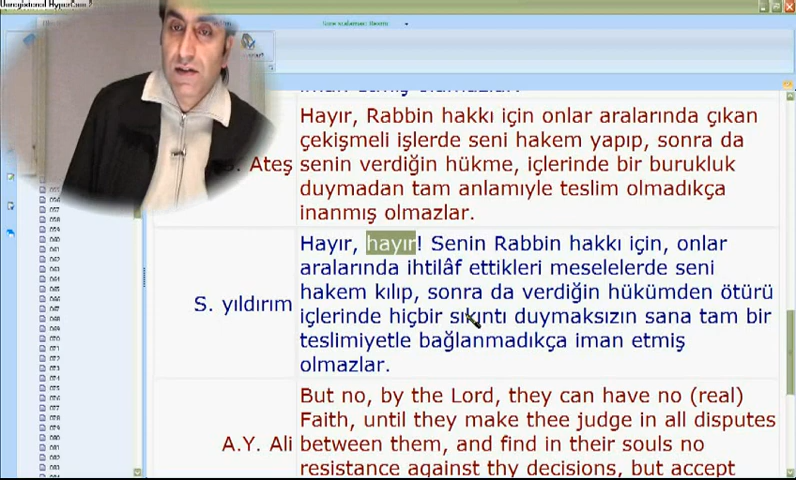 iman etmiş olamazlar.
Hayır, Rabbin hakkı için onlar aralarında çıkan
çekişmeli işlerde seni hakem yapıp, sonra da
Ateş senin verdiğin hükme, içlerinde bir burukluk
duymadan tam anlamıyle teslim olmadıkça
inanmış olmazlar.
Hayır, hayır! Senin Rabbin hakkı için, onlar
aralarında ihtilâf ettikleri meselelerde seni
hakem kılıp, sonra da verdiğin hükümden ötürü
S. yıldırım içlerinde hiçbir sıkıntı duymaksızın sana tam bir
teslimiyetle bağlanmadıkça iman etmiş
olmazlar.
But no, by the Lord, they can have no (real)
Faith, until they make thee judge in all disputes
A.Y. Ali between them, and find in their souls no
resistance against thy decisions, but accept